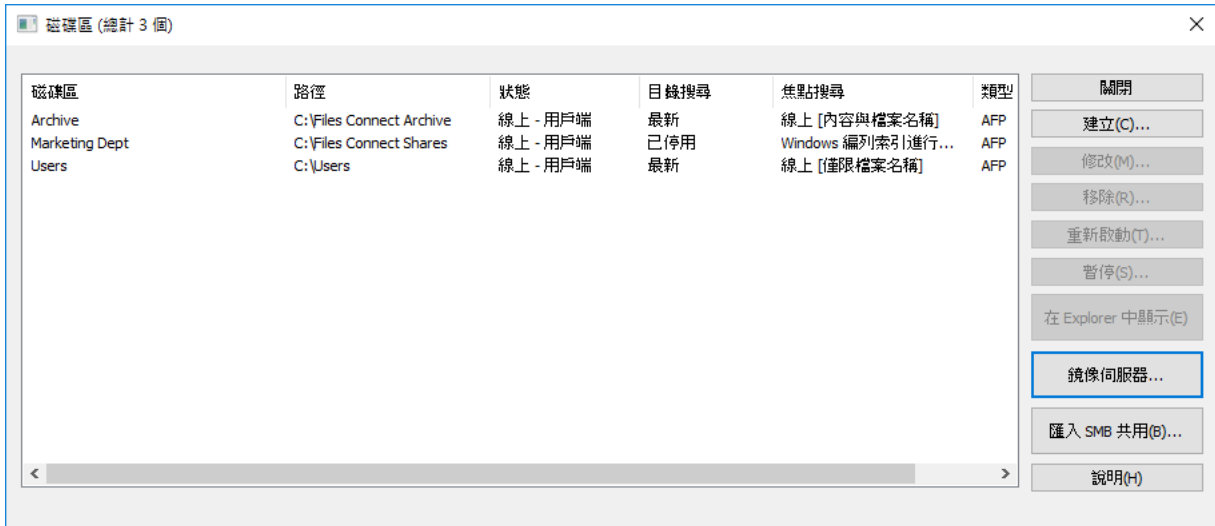 磁碟區 (總計 3 個)
磁碟區 路徑 狀態 目錄搜尋 焦點搜尋 類型
Archive C:\Files Connect Archive 線上 - 用戶端 最新 線上 [內容與檔案名稱] AFP
Marketing Dept C:\Files Connect Shares 線上 - 用戶端 已停用 Windows 編列索引進行... AFP
Users C:\Users 線上 - 用戶端 最新 線上 [僅限檔案名稱] AFP
關閉
建立(C)...
修改(M)...
移除(R)...
重新啟動(T)...
暫停(S)...
在 Explorer 中顯示(E)
鏡像伺服器...
匯入 SMB 共用(B)...
說明(H)